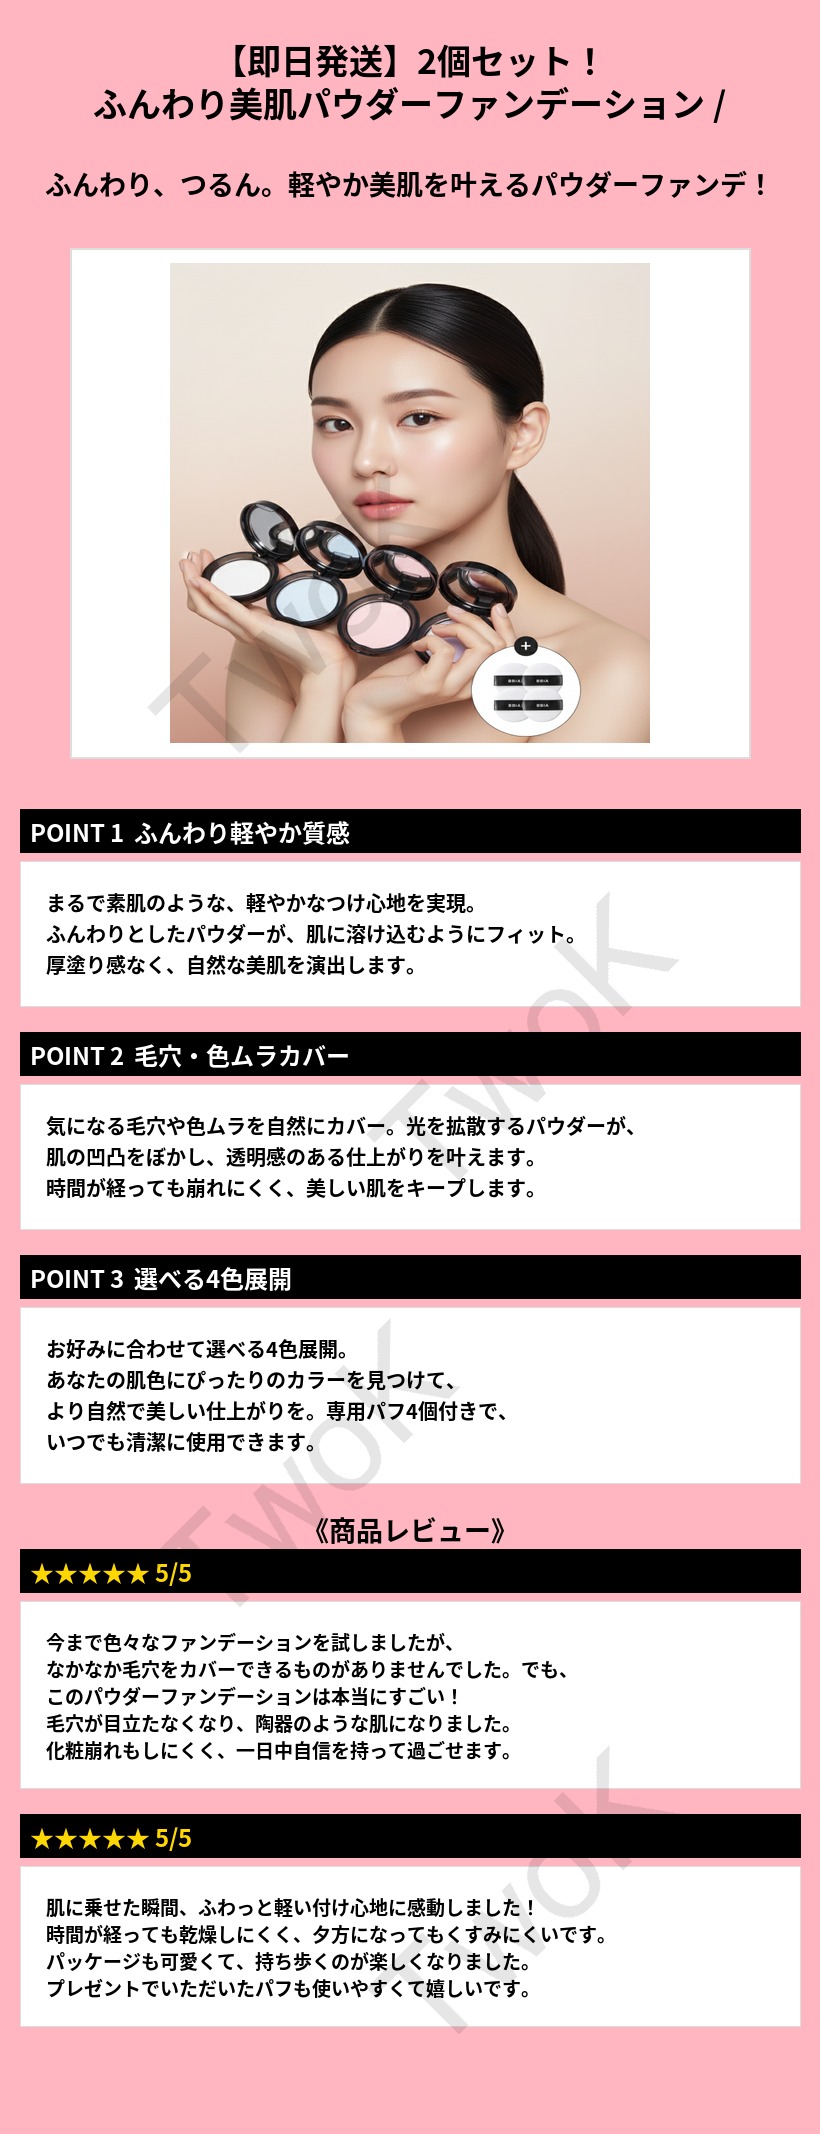 【即日発送】2個セット！
ふんわり美肌パウダーファンデーション /
ふんわり、つるん。軽やか美肌を叶えるパウダーファンデ！
+
BBIA BBIA
BBIA BBIA
POINT 1 ふんわり軽やか質感
まるで素肌のような、軽やかなつけ心地を実現。
ふんわりとしたパウダーが、肌に溶け込むようにフィット。
厚塗り感なく、自然な美肌を演出します。
POINT 2 毛穴・色ムラカバー
気になる毛穴や色ムラを自然にカバー。光を拡散するパウダーが、
肌の凹凸をぼかし、透明感のある仕上がりを叶えます。
時間が経っても崩れにくく、美しい肌をキープします。
POINT 3 選べる4色展開
お好みに合わせて選べる4色展開。
あなたの肌色にぴったりのカラーを見つけて、
より自然で美しい仕上がりを。専用パフ4個付きで、
いつでも清潔に使用できます。
《商品レビュー》
★★★★★ 5/5
今まで色々なファンデーションを試しましたが、
なかなか毛穴をカバーできるものがありませんでした。でも、
このパウダーファンデーションは本当にすごい！
毛穴が目立たなくなり、陶器のような肌になりました。
化粧崩れもしにくく、一日中自信を持って過ごせます。
★★★★★ 5/5
肌に乗せた瞬間、ふわっと軽い付け心地に感動しました！
時間が経っても乾燥しにくく、夕方になってもくすみにくいです。
パッケージも可愛くて、持ち歩くのが楽しくなりました。
プレゼントでいただいたパフも使いやすくて嬉しいです。
TwoK
TwoK
TwoK
TwoK